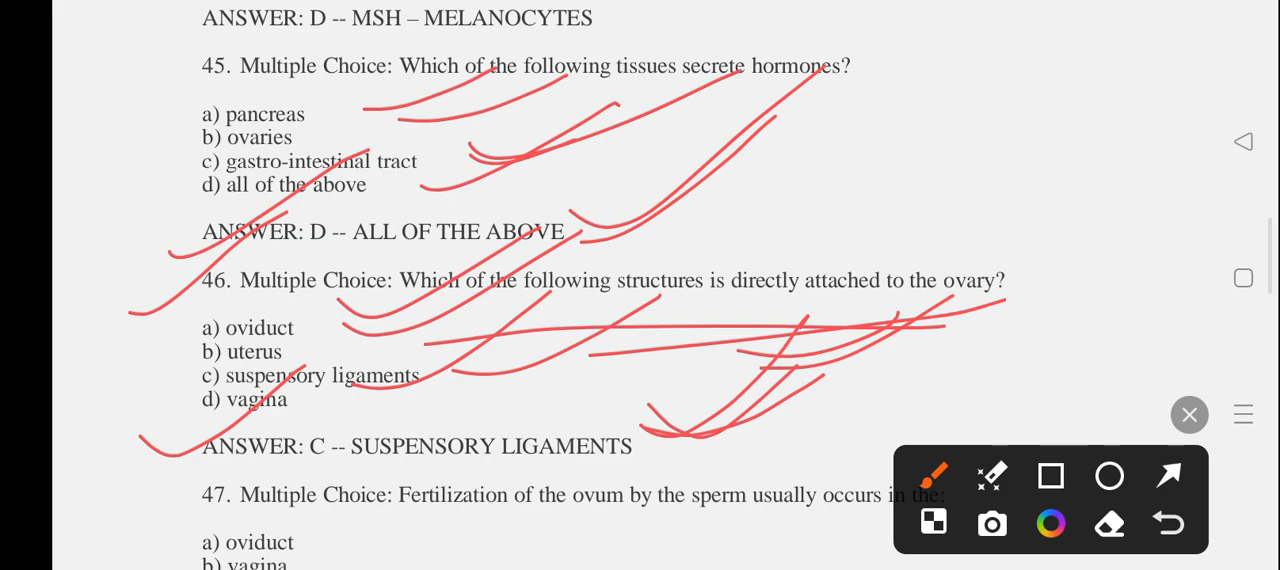 ANSWER: D -- MSH – MELANOCYTES
45. Multiple Choice: Which of the following tissues secrete hormones?
a) pancreas
b) ovaries
c) gastro-intestinal tract
d) all of the above
ANSWER: D -- ALL OF THE ABOVE
46. Multiple Choice: Which of the following structures is directly attached to the ovary?
a) oviduct
b) uterus
c) suspensory ligaments
d) vagina
ANSWER: C -- SUSPENSORY LIGAMENTS
47. Multiple Choice: Fertilization of the ovum by the sperm usually occurs in the:
a) oviduct
b) vagina